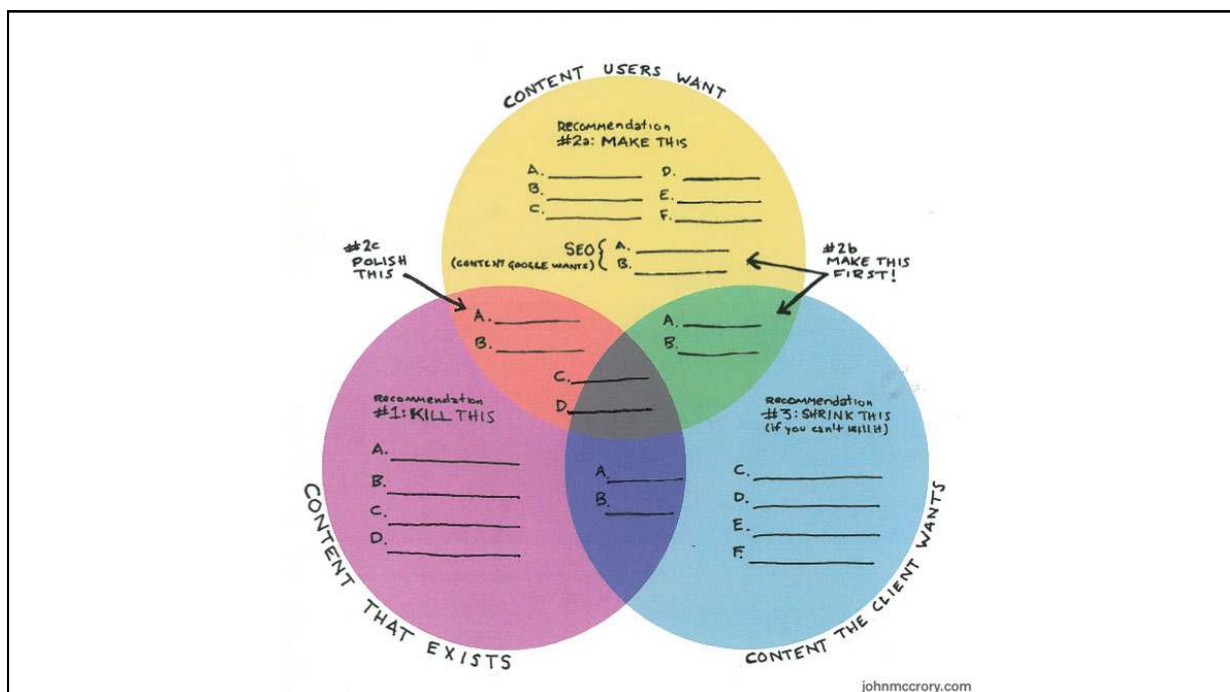 CONTENT USERS WANT
Recommendation
#2a: MAKE THIS
A. D.
B. E.
C. F.
SEO { A.
(CONTENT GOOGLE WANTS) B.
#2c
POLISH
THIS
#2b
MAKE THIS
FIRST!
A.
B.
A.
B.
C.
D.
Recommendation
#1: KILL THIS
A.
B.
C.
D.
A.
B.
Recommendation
#3: SHRINK THIS
(if you can't kill it)
C.
D.
E.
F.
CONTENT THAT EXISTS
CONTENT THE CLIENT WANTS
johnmccrory.com